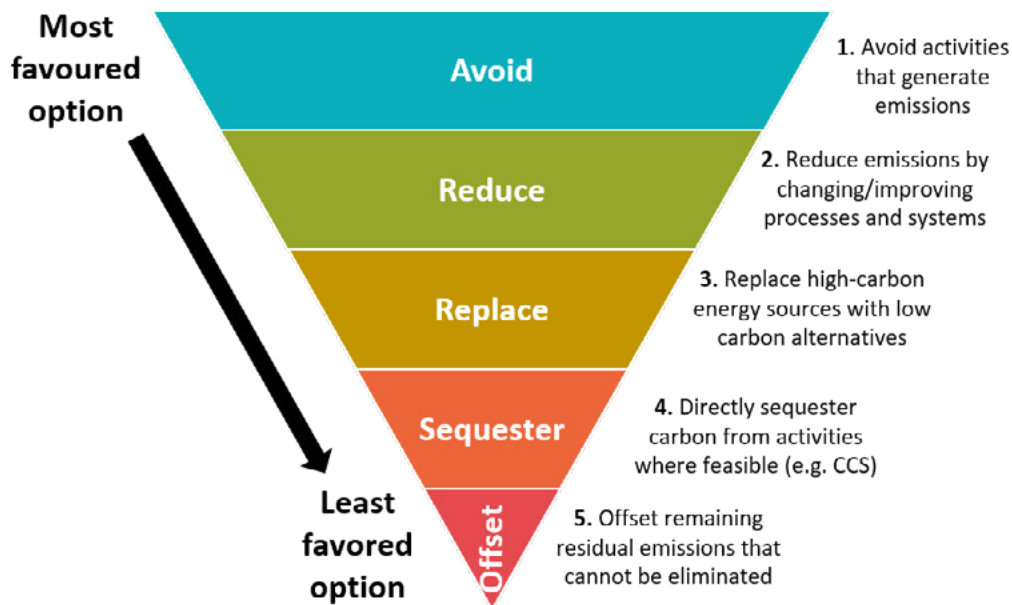 Most
favoured
option
Avoid
1. Avoid activities
that generate
emissions
Reduce
2. Reduce emissions by
changing/improving
processes and systems
Replace
3. Replace high-carbon
energy sources with low
carbon alternatives
Sequester
4. Directly sequester
carbon from activities
where feasible (e.g. CCS)
Least
favored
option
Offset
5. Offset remaining
residual emissions that
cannot be eliminated